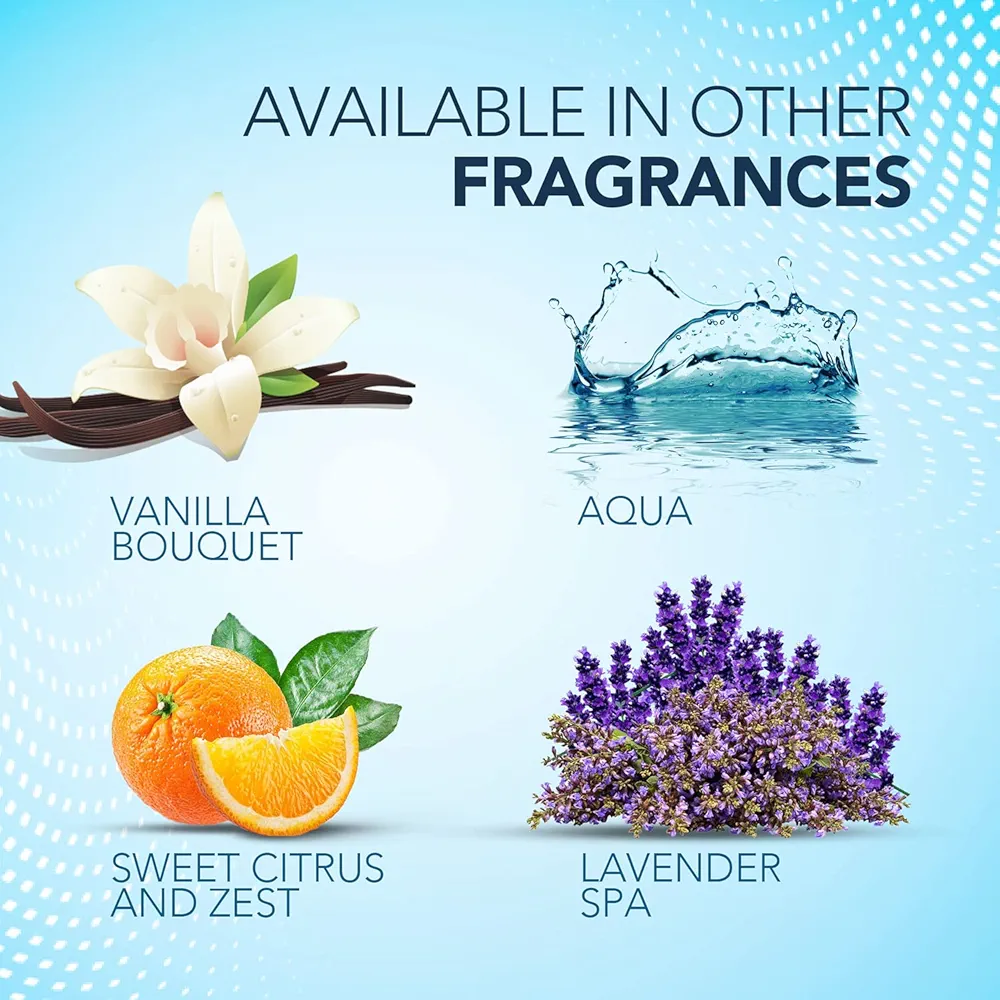 AVAILABLE IN OTHER
FRAGRANCES
VANILLA
BOUQUET
AQUA
SWEET CITRUS
AND ZEST
LAVENDER
SPA